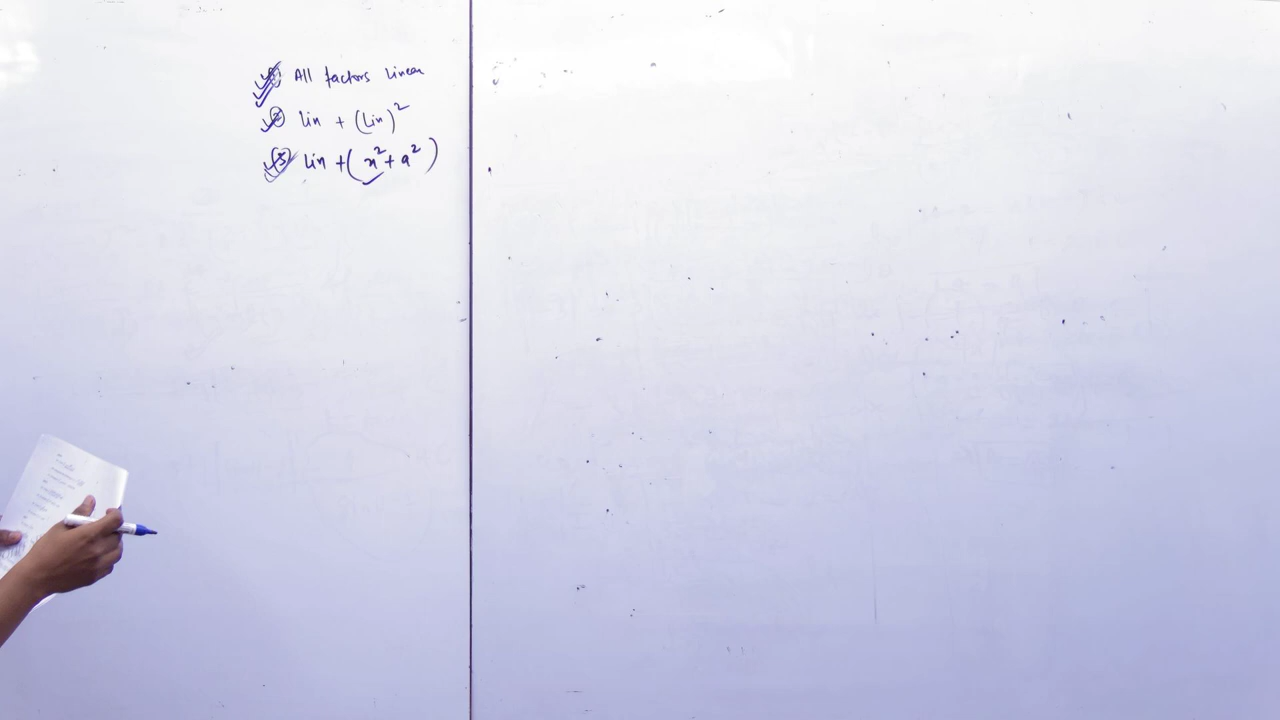 ① All factors linear
② Lin + (Lin)²
③ Lin + (x² + a²)